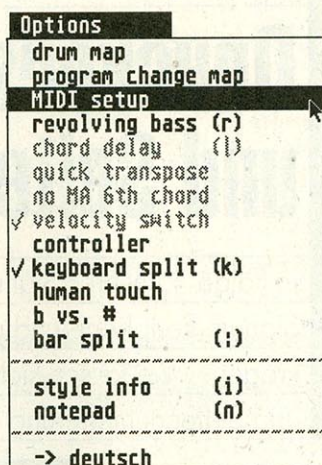 Options
drum map
program change map
MIDI setup
revolving bass (r)
chord delay (l)
quick transpose
no MA 6th chord
√ velocity switch
controller
√ keyboard split (k)
human touch
b vs. #
bar split (:)
style info (i)
notepad (n)
-> deutsch